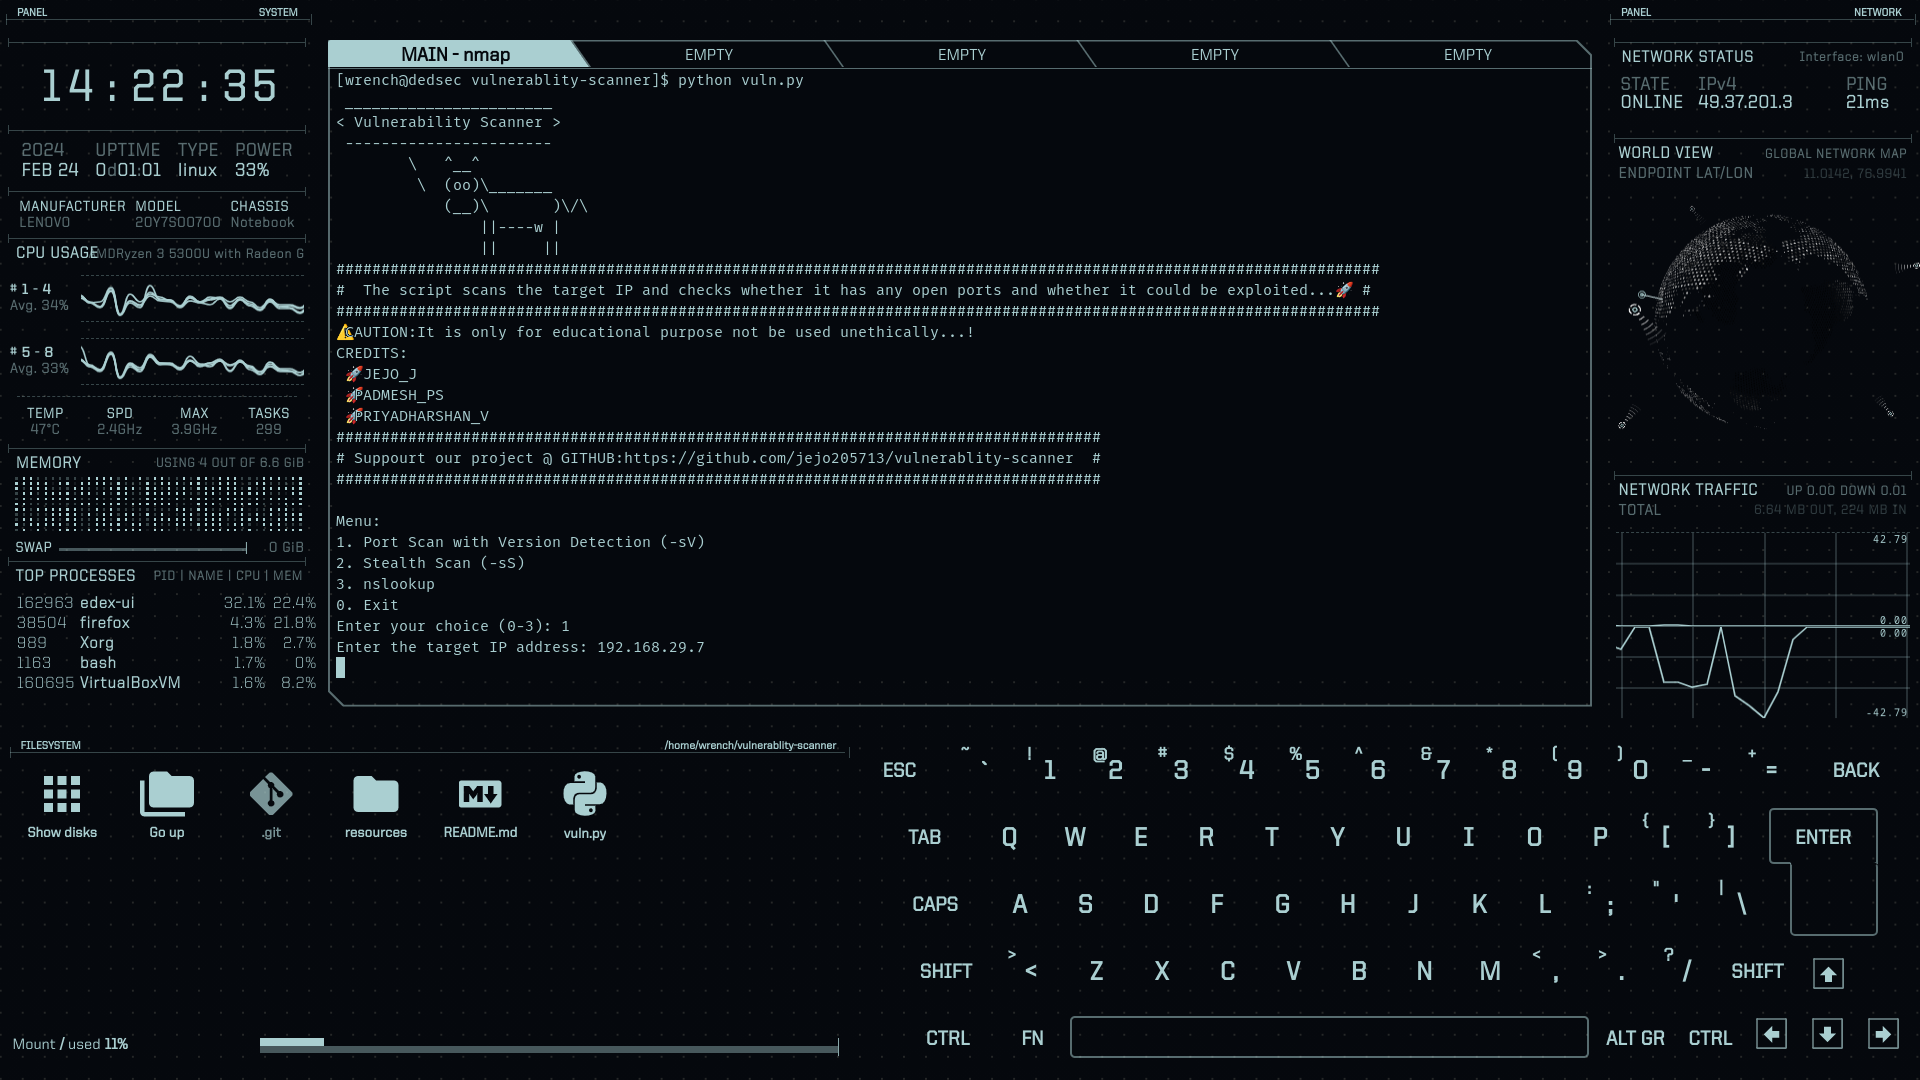 PANEL SYSTEM
14:22:35
2024 UPTIME TYPE POWER
FEB 24 0d01:01 linux 33%
MANUFACTURER MODEL CHASSIS
LENOVO 20Y7S00700 Notebook
CPU USAGE MDRyzen 3 5300U with Radeon G
# 1 - 4
Avg. 34%
# 5 - 8
Avg. 33%
TEMP SPD MAX TASKS
47°C 2.4GHz 3.9GHz 299
MEMORY USING 4 OUT OF 6.6 GIB
SWAP 0 GIB
TOP PROCESSES PID | NAME | CPU | MEM
162963 edex-ui 32.1% 22.4%
38504 firefox 4.3% 21.8%
989 Xorg 1.8% 2.7%
1163 bash 1.7% 0%
160695 VirtualBoxVM 1.6% 8.2%
MAIN - nmap EMPTY EMPTY EMPTY EMPTY
[wrench@dedsec vulnerablity-scanner]$ python vuln.py
 _______________________
< Vulnerability Scanner >
 -----------------------
        \   ^__^
         \  (oo)\_______
            (__)\       )\/\
                ||----w |
                ||     ||
####################################################################################################################
#  The script scans the target IP and checks whether it has any open ports and whether it could be exploited...🚀 #
####################################################################################################################
⚠️CAUTION:It is only for educational purpose not be used unethically...!
CREDITS:
🚀JEJO_J
🚀PADMESH_PS
🚀PRIYADHARSHAN_V
#####################################################################################
# Suppourt our project @ GITHUB:https://github.com/jejo205713/vulnerablity-scanner  #
#####################################################################################
Menu:
1. Port Scan with Version Detection (-sV)
2. Stealth Scan (-sS)
3. nslookup
0. Exit
Enter your choice (0-3): 1
Enter the target IP address: 192.168.29.7
PANEL NETWORK
NETWORK STATUS Interface: wlan0
STATE IPv4 PING
ONLINE 49.37.201.3 21ms
WORLD VIEW GLOBAL NETWORK MAP
ENDPOINT LAT/LON 11.0142, 76.9941
NETWORK TRAFFIC UP 0.00 DOWN 0.01
TOTAL 6.64 MB OUT, 224 MB IN
42.79
0.00
0.00
-42.79
FILESYSTEM /home/wrench/vulnerablity-scanner
Show disks Go up .git resources README.md vuln.py
Mount / used 11%
ESC ~ ` ! 1 @ 2 # 3 $ 4 % 5 ^ 6 & 7 * 8 ( 9 ) 0 _ - + = BACK
TAB Q W E R T Y U I O P { [ } ] ENTER
CAPS A S D F G H J K L : ; " ' | \
SHIFT > < Z X C V B N M < , > . ? / SHIFT
CTRL FN ALT GR CTRL